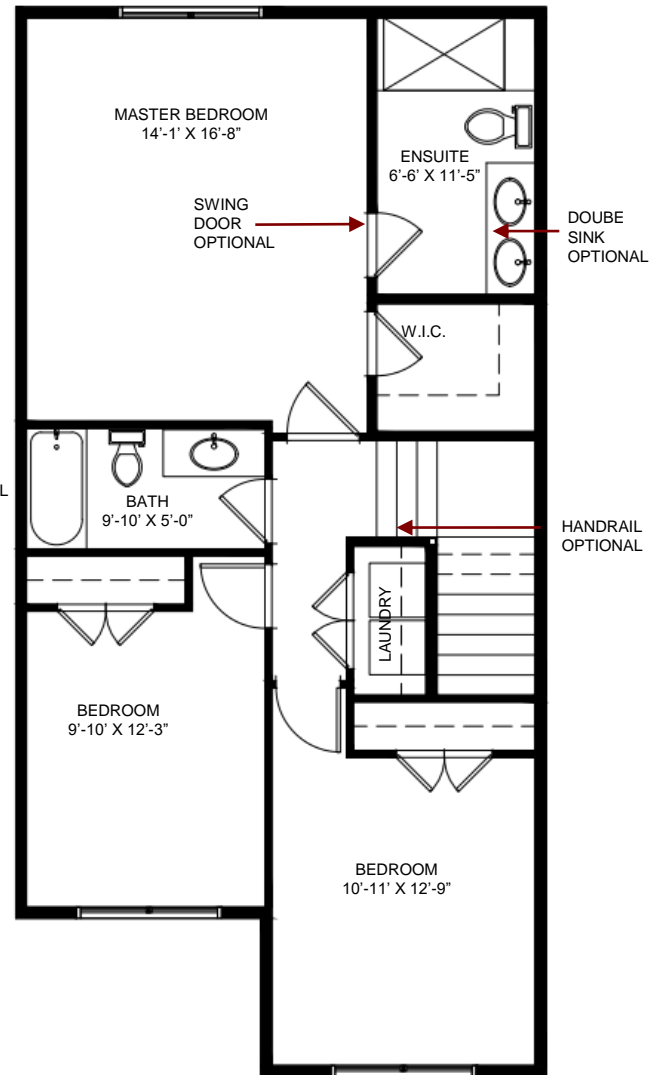 MASTER BEDROOM
14'-1' X 16'-8"
ENSUITE
6'-6' X 11'-5"
SWING
DOOR
OPTIONAL
DOUBE
SINK
OPTIONAL
W.I.C.
L
BATH
9'-10' X 5'-0"
HANDRAIL
OPTIONAL
LAUNDRY
BEDROOM
9'-10' X 12'-3"
BEDROOM
10'-11' X 12'-9"